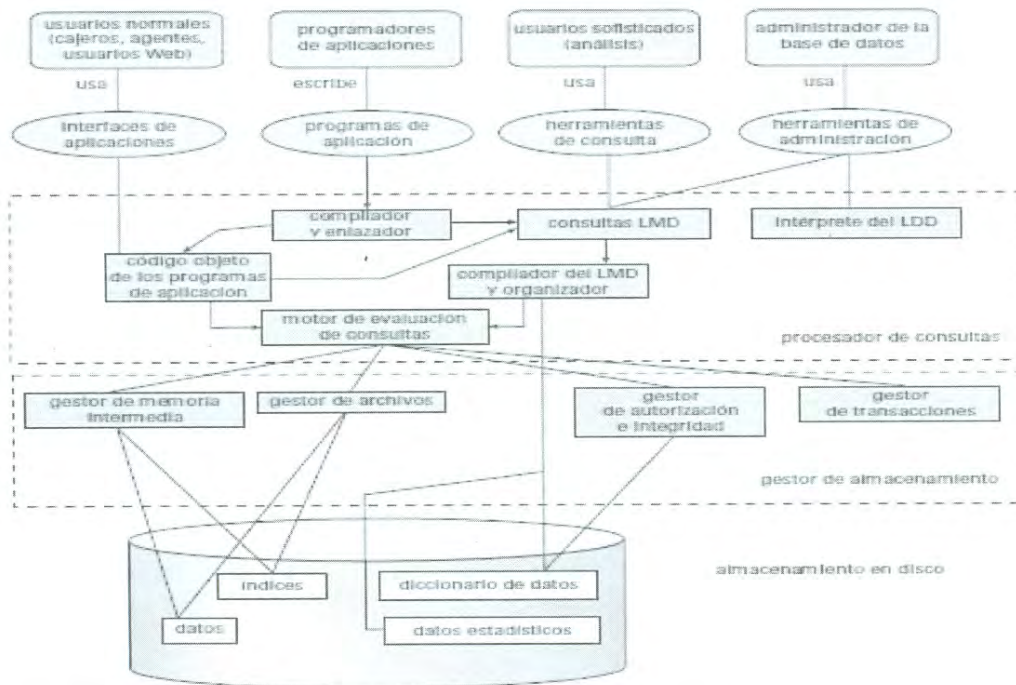 usuarios normales
(cajeros, agentes,
usuarios Web)
programadores
de aplicaciones
usuarios sofisticados
(análisis)
administrador de la
base de datos
usa
escribe
usa
usa
interfaces de
aplicaciones
programas de
aplicación
herramientas
de consulta
herramientas de
administración
compilador
y enlazador
consultas LMD
intérprete del LDD
código objeto
de los programas
de aplicación
compilador del LMD
y organizador
motor de evaluación
de consultas
procesador de consultas
gestor de memoria
intermedia
gestor de archivos
gestor
de autorización
e integridad
gestor
de transacciones
gestor de almacenamiento
almacenamiento en disco
índices
diccionario de datos
datos
datos estadísticos